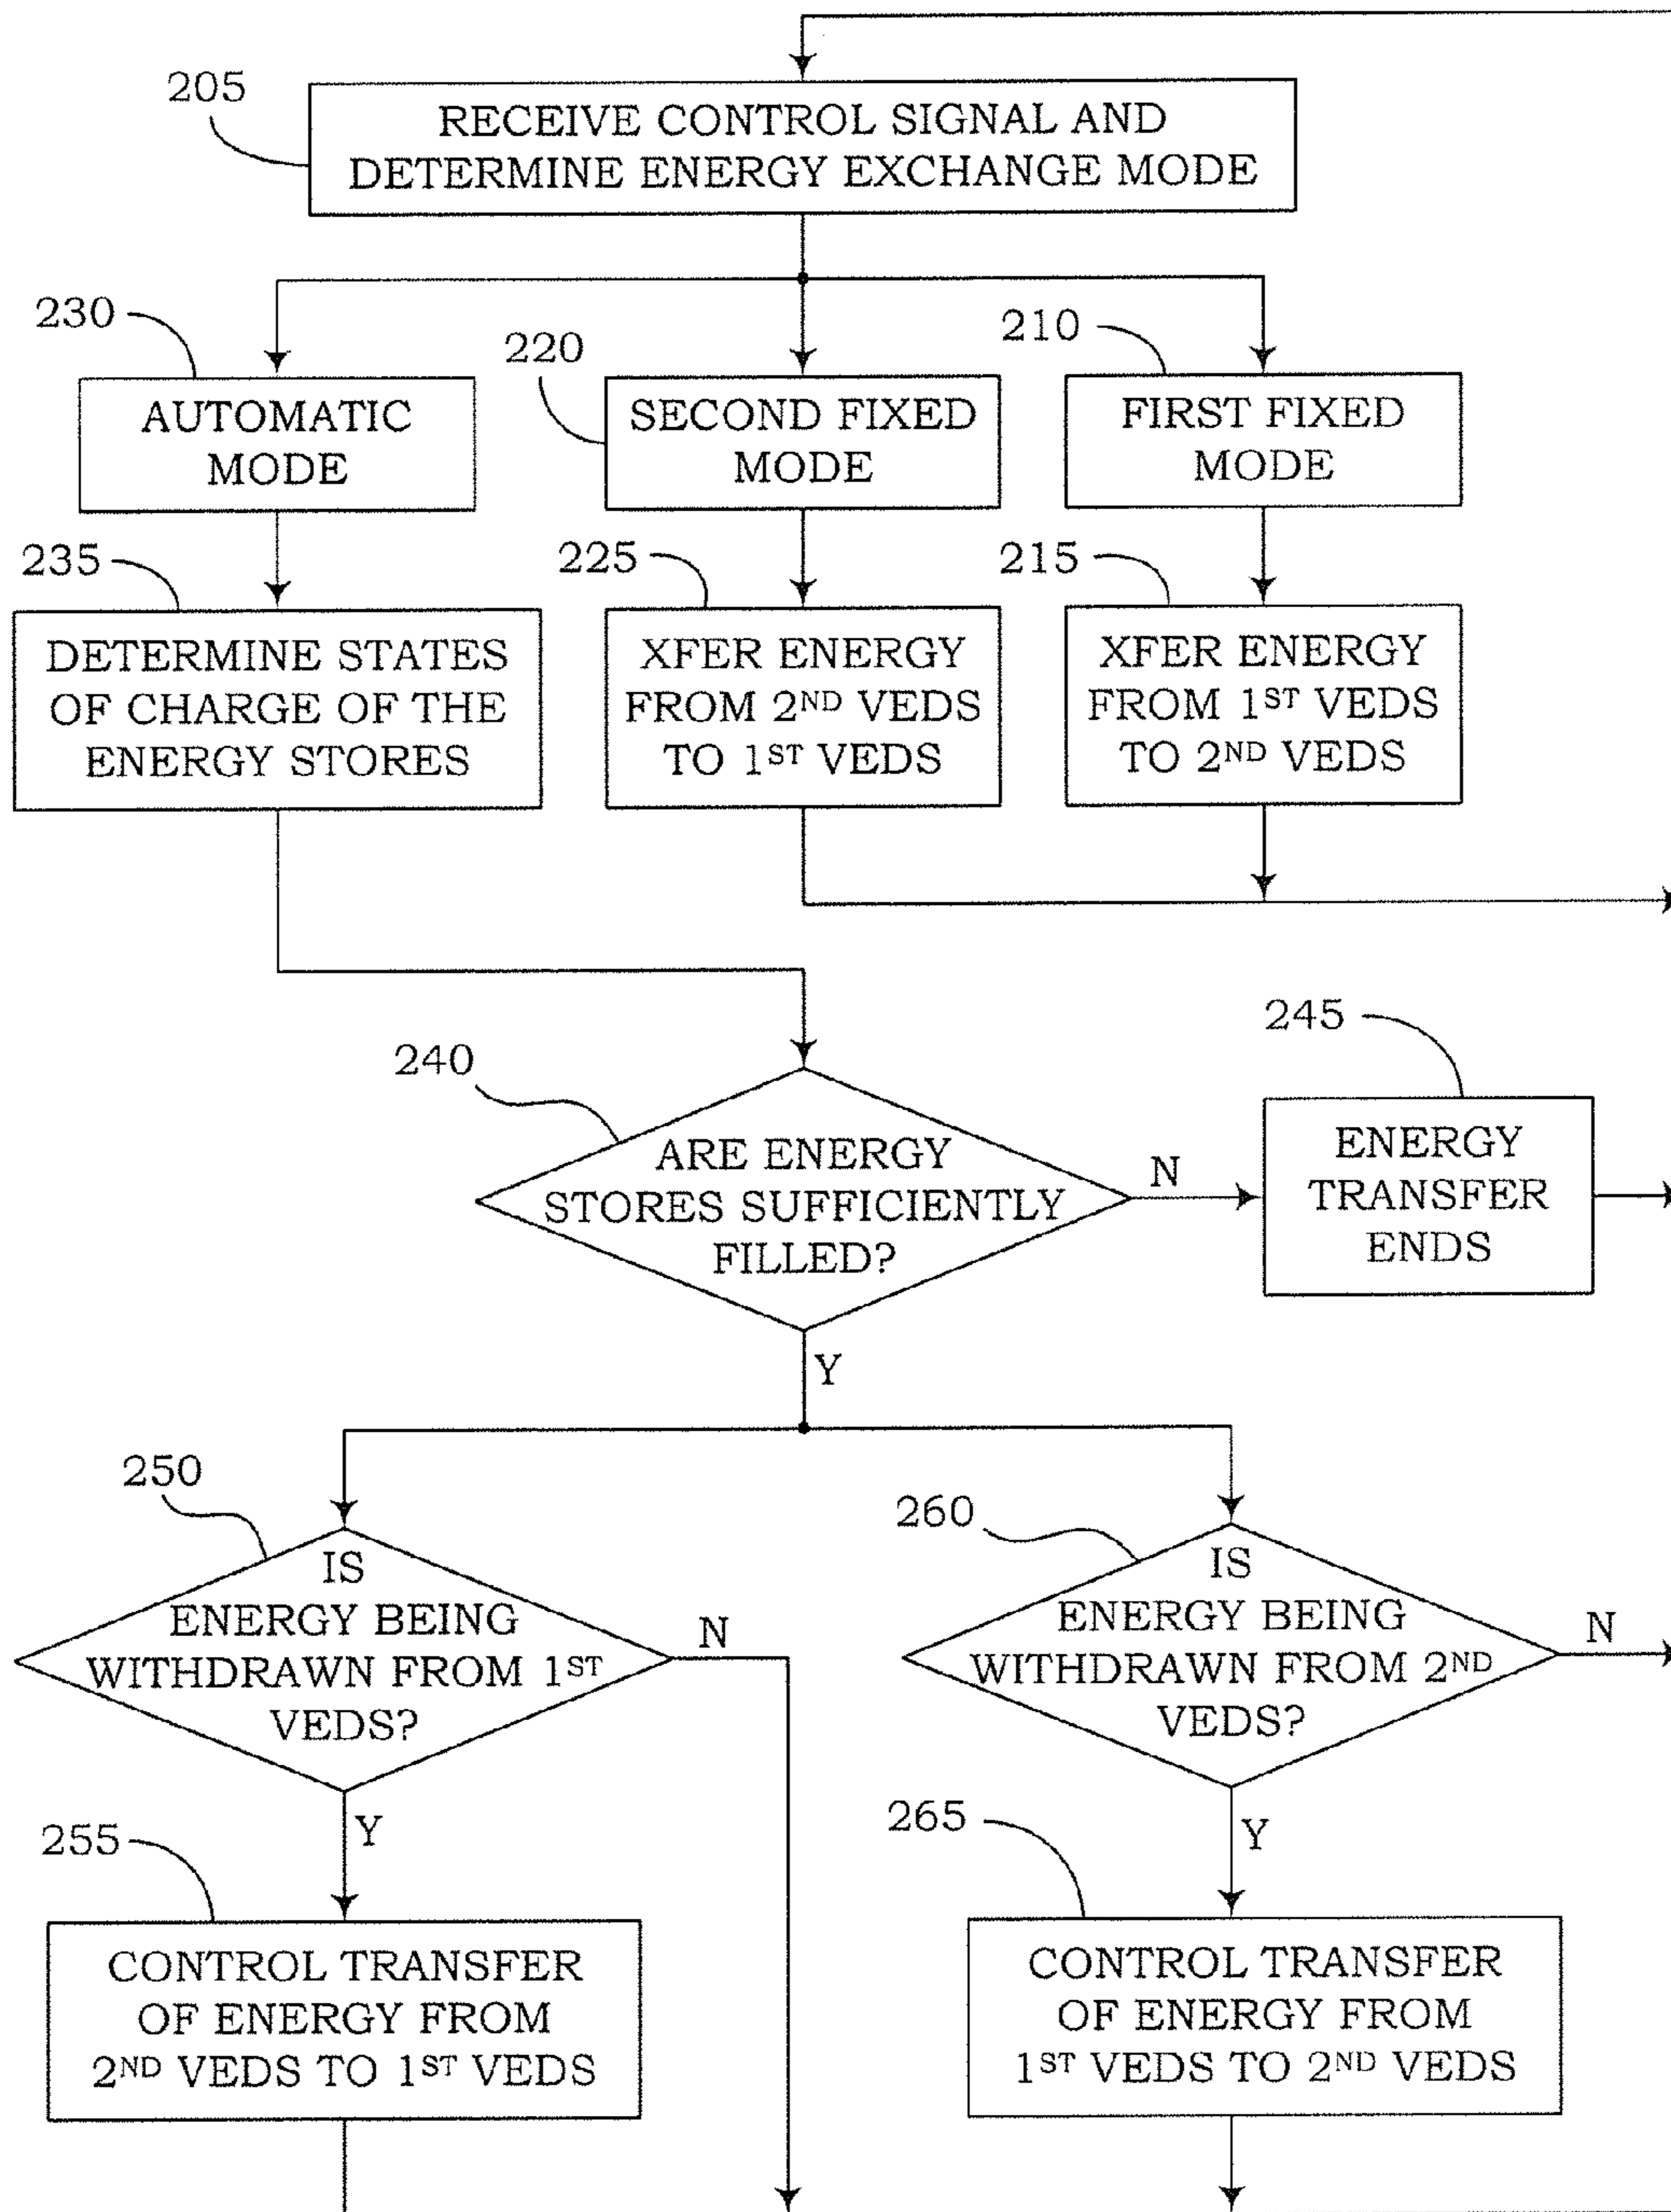 205
RECEIVE CONTROL SIGNAL AND
DETERMINE ENERGY EXCHANGE MODE
230
AUTOMATIC
MODE
220
SECOND FIXED
MODE
210
FIRST FIXED
MODE
235
DETERMINE STATES
OF CHARGE OF THE
ENERGY STORES
225
XFER ENERGY
FROM 2ND VEDS
TO 1ST VEDS
215
XFER ENERGY
FROM 1ST VEDS
TO 2ND VEDS
240
ARE ENERGY
STORES SUFFICIENTLY
FILLED?
N
Y
245
ENERGY
TRANSFER
ENDS
250
IS
ENERGY BEING
WITHDRAWN FROM 1ST
VEDS?
N
Y
260
IS
ENERGY BEING
WITHDRAWN FROM 2ND
VEDS?
N
Y
255
CONTROL TRANSFER
OF ENERGY FROM
2ND VEDS TO 1ST VEDS
265
CONTROL TRANSFER
OF ENERGY FROM
1ST VEDS TO 2ND VEDS